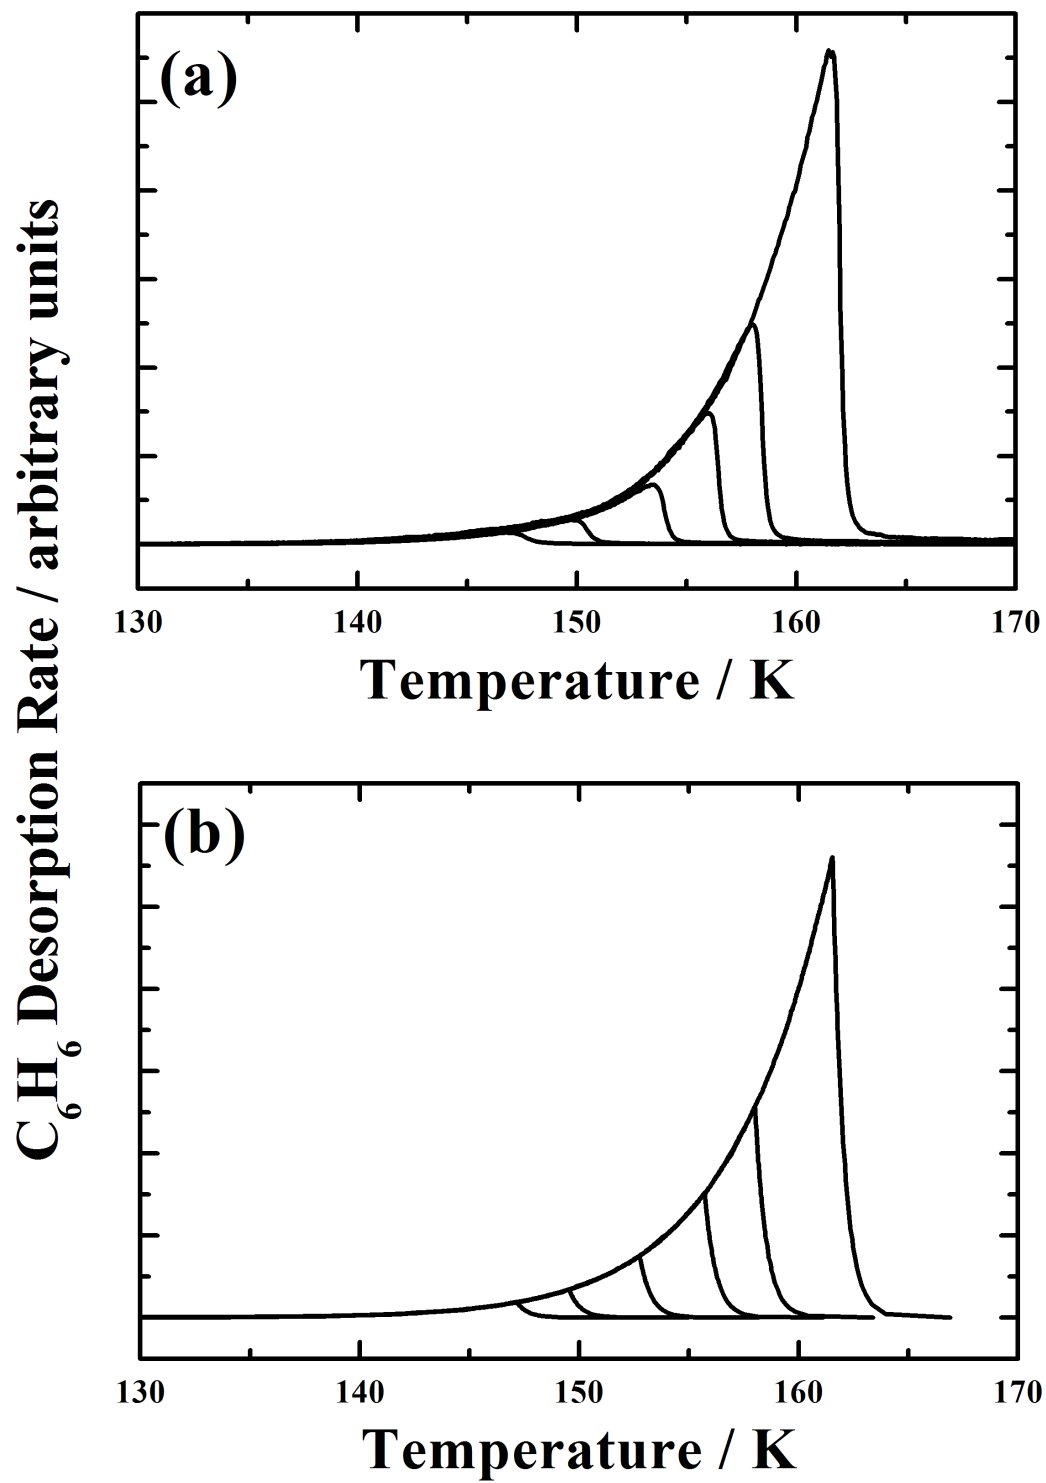 C6H6 Desorption Rate / arbitrary units
(a)
130 140 150 160 170
Temperature / K
(b)
130 140 150 160 170
Temperature / K